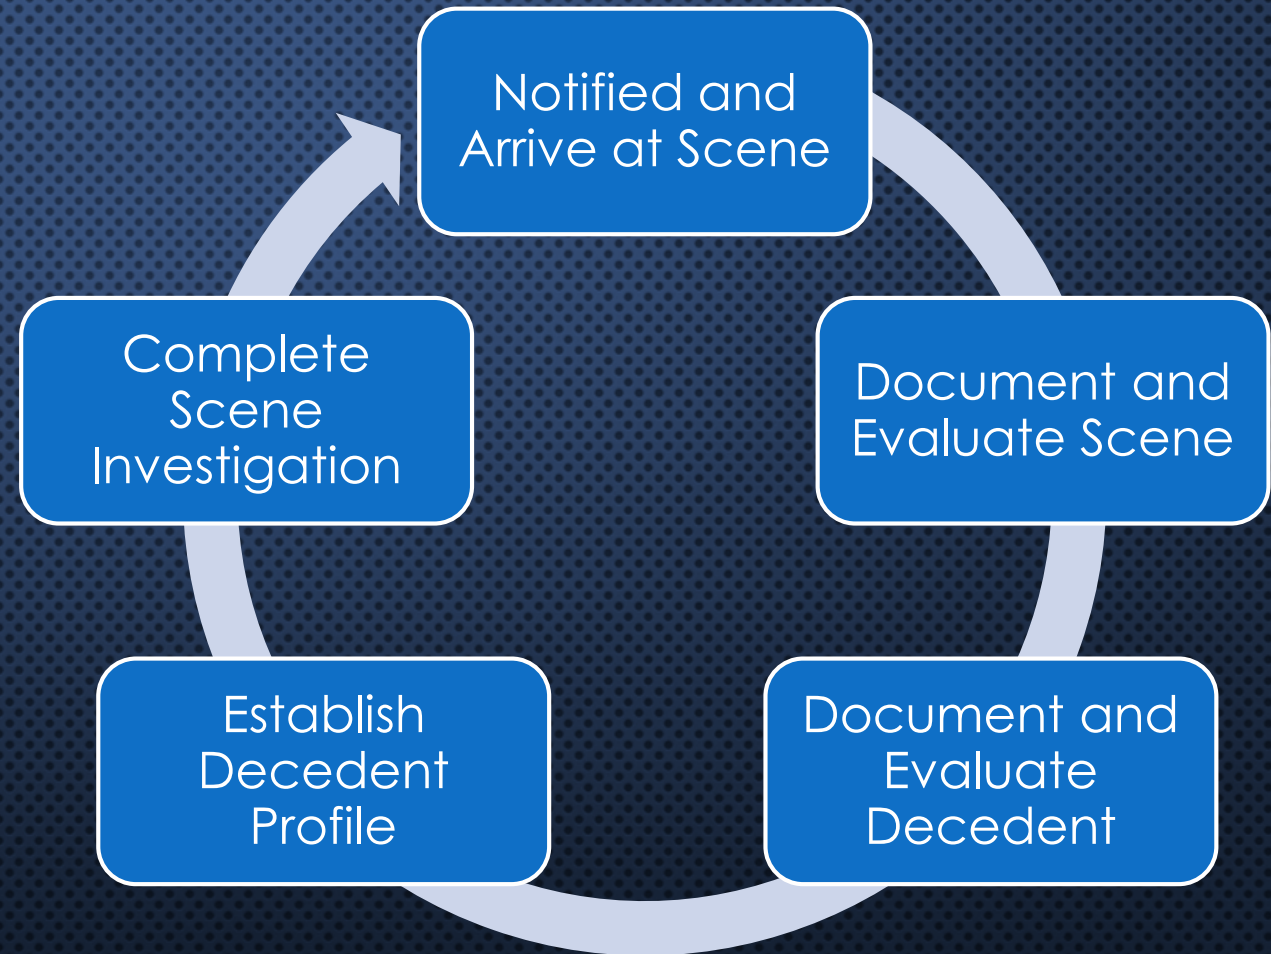 Notified and
Arrive at Scene
Document and
Evaluate Scene
Document and
Evaluate
Decedent
Establish
Decedent
Profile
Complete
Scene
Investigation